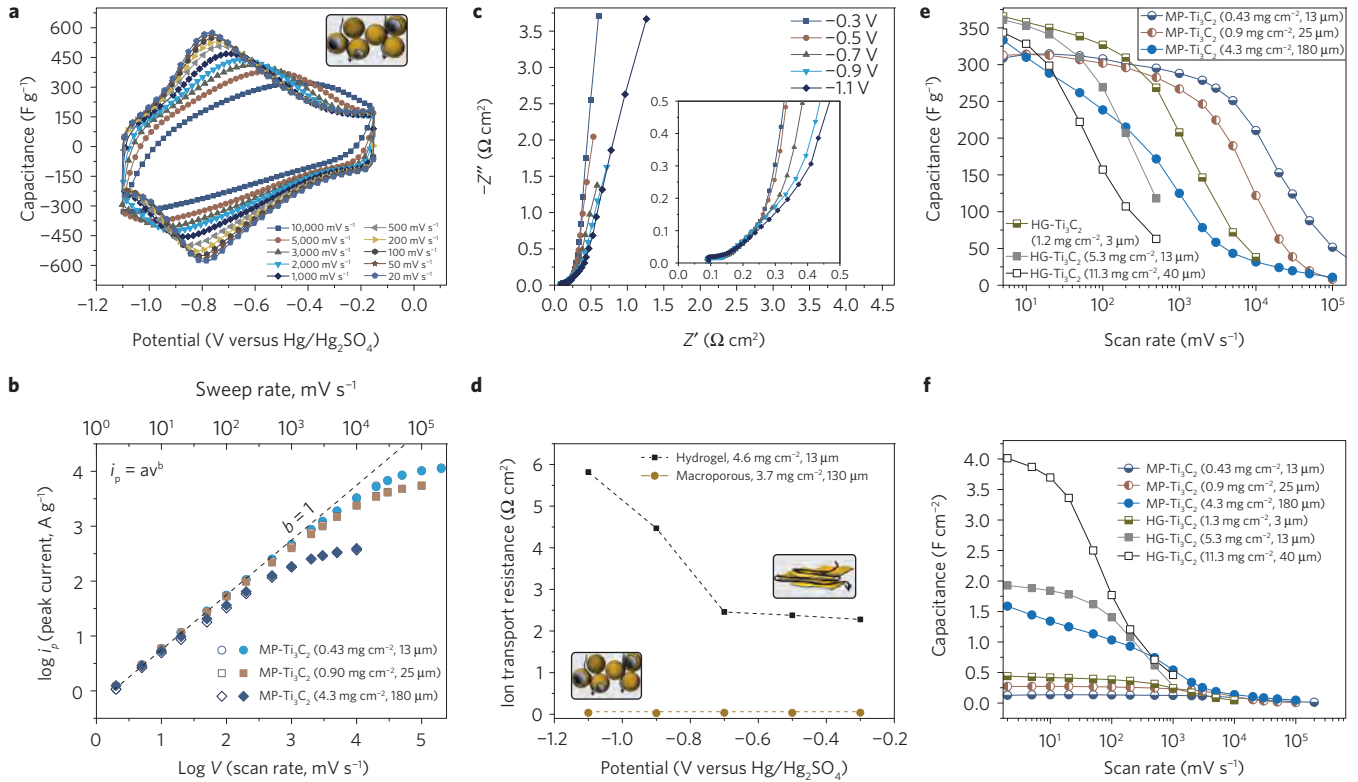 a
Capacitance (F g⁻¹)
600
450
300
150
0
−150
−300
−450
−600
10,000 mV s⁻¹
5,000 mV s⁻¹
3,000 mV s⁻¹
2,000 mV s⁻¹
1,000 mV s⁻¹
500 mV s⁻¹
200 mV s⁻¹
100 mV s⁻¹
50 mV s⁻¹
20 mV s⁻¹
−1.2 −1.0 −0.8 −0.6 −0.4 −0.2 0.0
Potential (V versus Hg/Hg₂SO₄)
b
Sweep rate, mV s⁻¹
10⁰ 10¹ 10² 10³ 10⁴ 10⁵
iₚ = avᵇ
b = 1
log iₚ (peak current, A g⁻¹)
4
3
2
1
0
MP-Ti₃C₂ (0.43 mg cm⁻², 13 μm)
MP-Ti₃C₂ (0.90 mg cm⁻², 25 μm)
MP-Ti₃C₂ (4.3 mg cm⁻², 180 μm)
0 1 2 3 4 5
Log V (scan rate, mV s⁻¹)
c
−Z″ (Ω cm²)
3.5
3.0
2.5
2.0
1.5
1.0
0.5
0.0
−0.3 V
−0.5 V
−0.7 V
−0.9 V
−1.1 V
0.5
0.4
0.3
0.2
0.1
0.0
0.0 0.1 0.2 0.3 0.4 0.5
0.0 0.5 1.0 1.5 2.0 2.5 3.0 3.5 4.0 4.5
Z′ (Ω cm²)
d
Ion transport resistance (Ω cm²)
6
5
4
3
2
1
0
Hydrogel, 4.6 mg cm⁻², 13 μm
Macroporous, 3.7 mg cm⁻², 130 μm
−1.2 −1.0 −0.8 −0.6 −0.4 −0.2
Potential (V versus Hg/Hg₂SO₄)
e
Capacitance (F g⁻¹)
350
300
250
200
150
100
50
0
MP-Ti₃C₂ (0.43 mg cm⁻², 13 μm)
MP-Ti₃C₂ (0.9 mg cm⁻², 25 μm)
MP-Ti₃C₂ (4.3 mg cm⁻², 180 μm)
HG-Ti₃C₂
(1.2 mg cm⁻², 3 μm)
HG-Ti₃C₂ (5.3 mg cm⁻², 13 μm)
HG-Ti₃C₂ (11.3 mg cm⁻², 40 μm)
10¹ 10² 10³ 10⁴ 10⁵
Scan rate (mV s⁻¹)
f
Capacitance (F cm⁻²)
4.0
3.5
3.0
2.5
2.0
1.5
1.0
0.5
0.0
MP-Ti₃C₂ (0.43 mg cm⁻², 13 μm)
MP-Ti₃C₂ (0.9 mg cm⁻², 25 μm)
MP-Ti₃C₂ (4.3 mg cm⁻², 180 μm)
HG-Ti₃C₂ (1.3 mg cm⁻², 3 μm)
HG-Ti₃C₂ (5.3 mg cm⁻², 13 μm)
HG-Ti₃C₂ (11.3 mg cm⁻², 40 μm)
10¹ 10² 10³ 10⁴ 10⁵
Scan rate (mV s⁻¹)